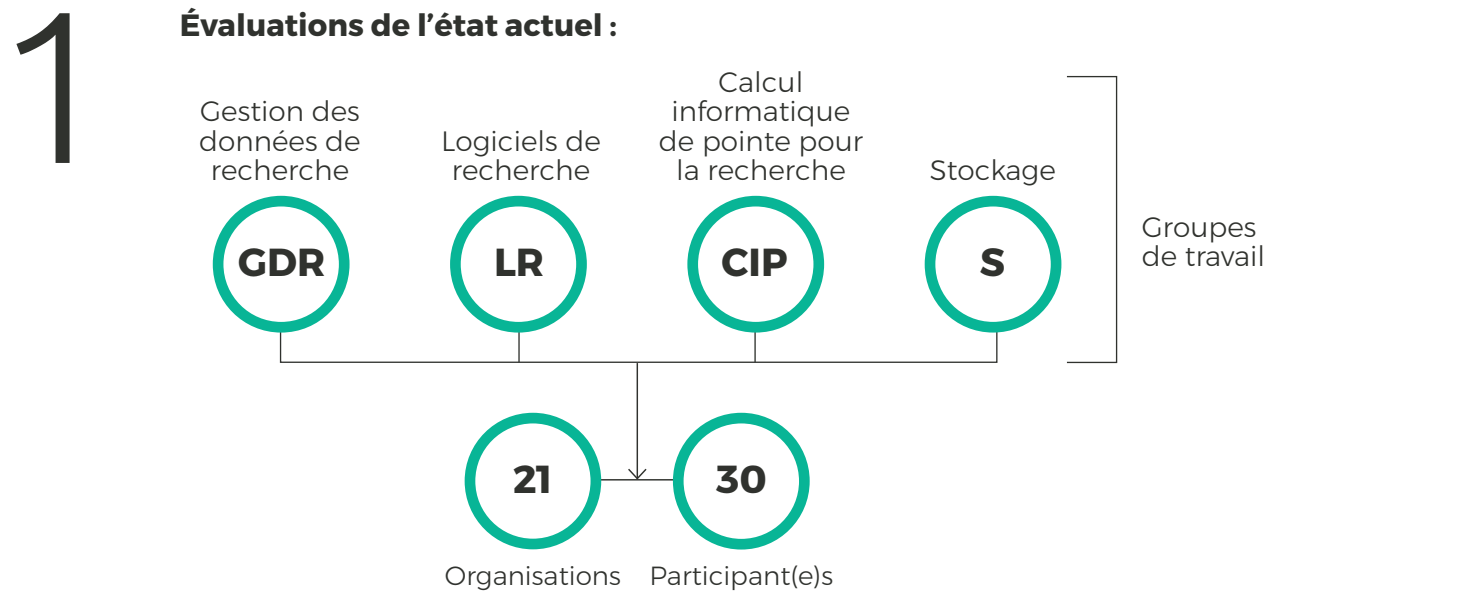 1
Évaluations de l’état actuel :
Gestion des
données de
recherche
Logiciels de
recherche
Calcul
informatique
de pointe pour
la recherche
Stockage
GDR
LR
CIP
S
Groupes
de travail
21
30
Organisations
Participant(e)s